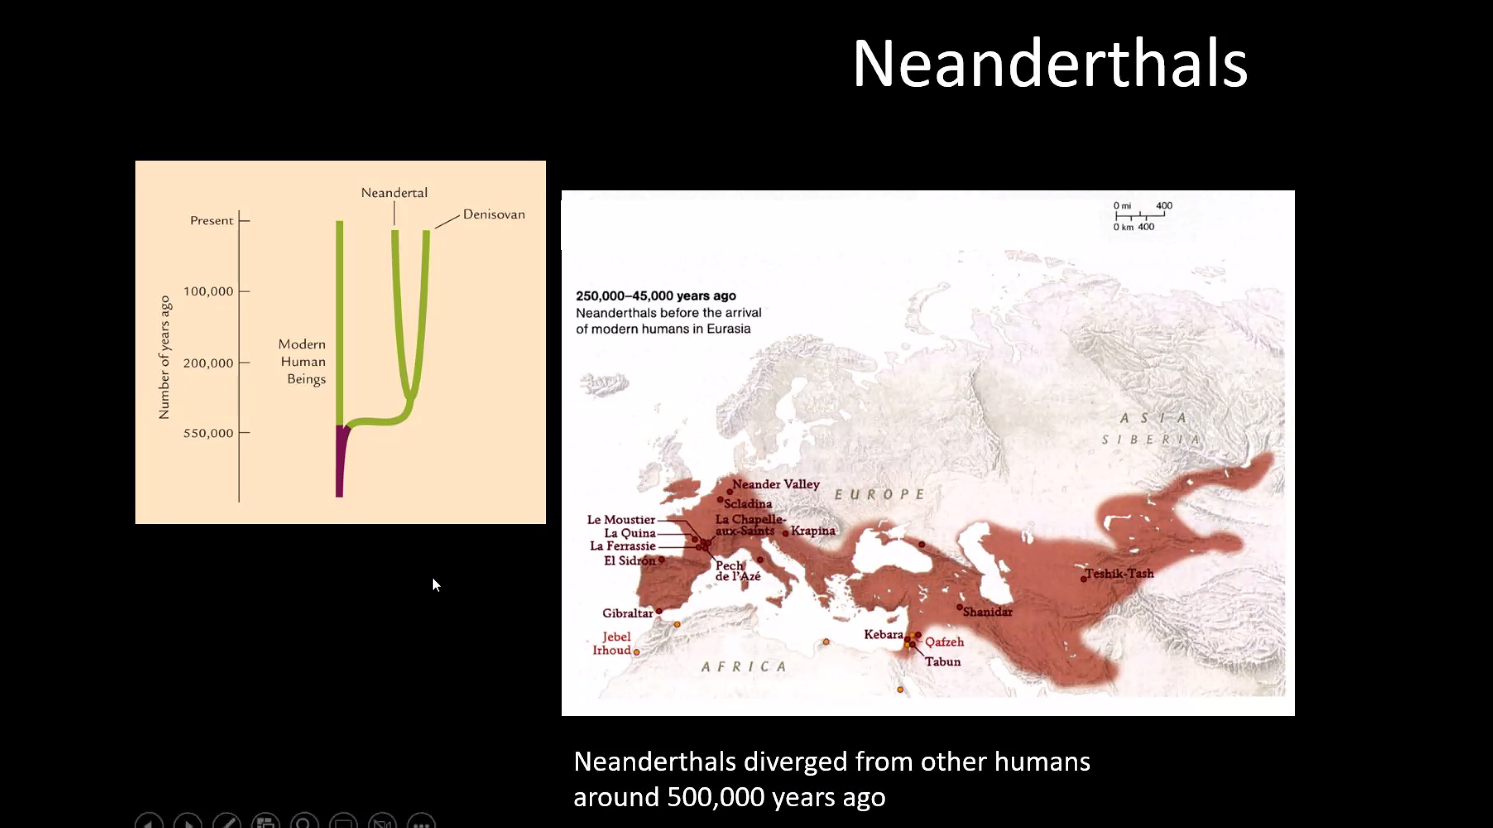 Neanderthals
Neandertal
Denisovan
Present
100,000
200,000
550,000
Number of years ago
Modern
Human
Beings
0 mi 400
0 km 400
250,000–45,000 years ago
Neanderthals before the arrival
of modern humans in Eurasia
ASIA
SIBERIA
EUROPE
AFRICA
Neander Valley
Scladina
La Chapelle-
aux-Saints
Krapina
Le Moustier
La Quina
La Ferrassie
El Sidrón
Pech
de l'Azé
Gibraltar
Jebel
Irhoud
Teshik-Tash
Shanidar
Kebara
Qafzeh
Tabun
Neanderthals diverged from other humans
around 500,000 years ago